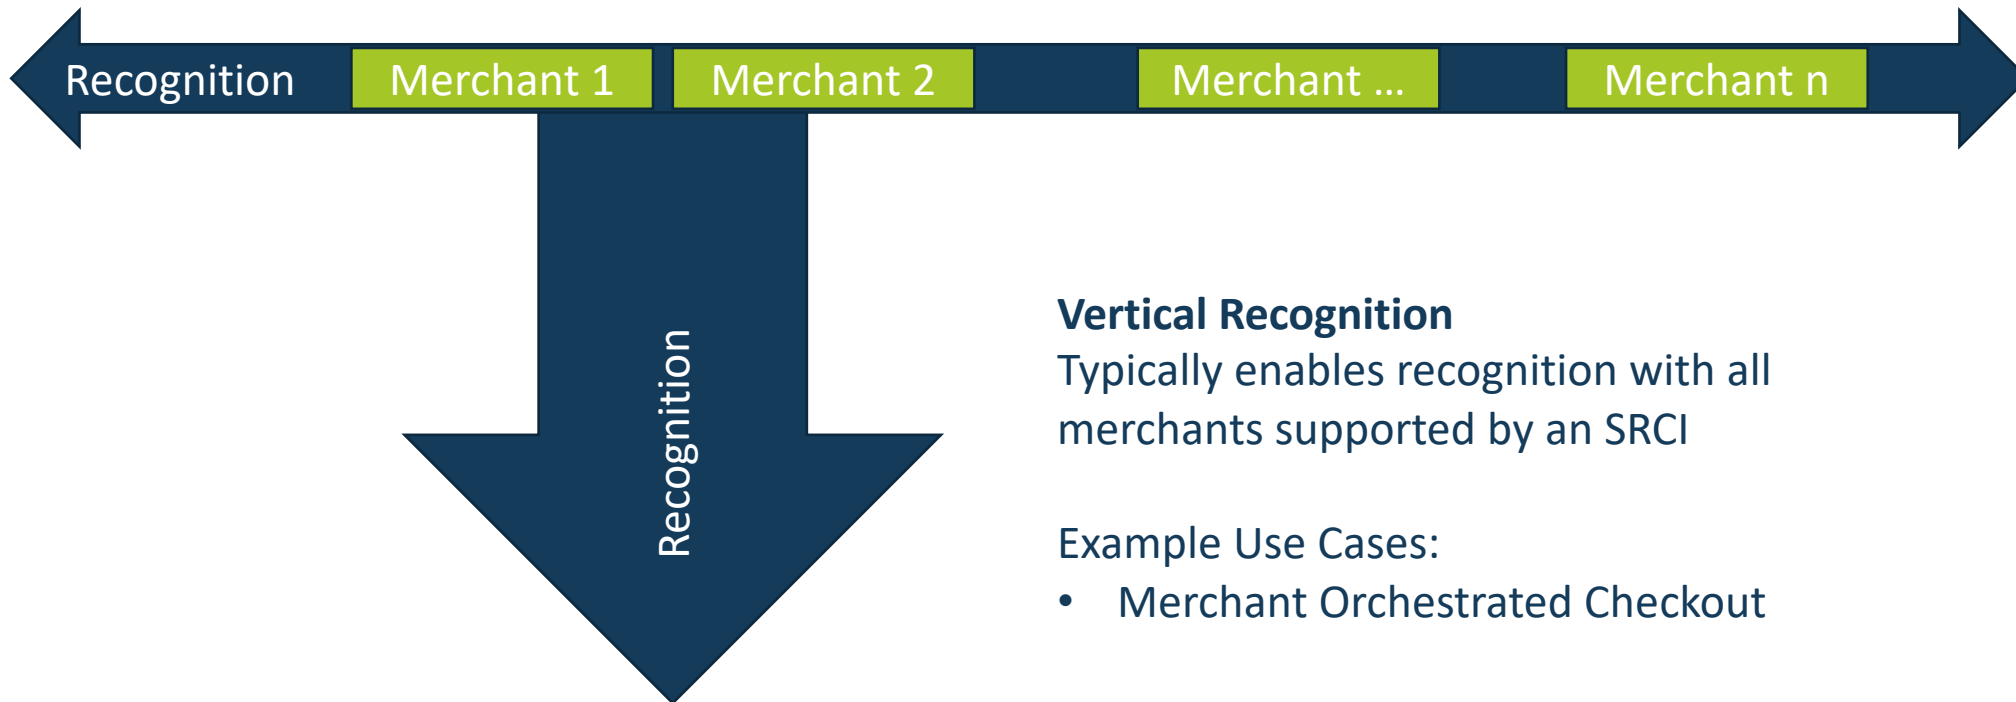 Recognition Merchant 1 Merchant 2 Merchant ... Merchant n
Recognition
Vertical Recognition
Typically enables recognition with all
merchants supported by an SRCI
Example Use Cases:
• Merchant Orchestrated Checkout